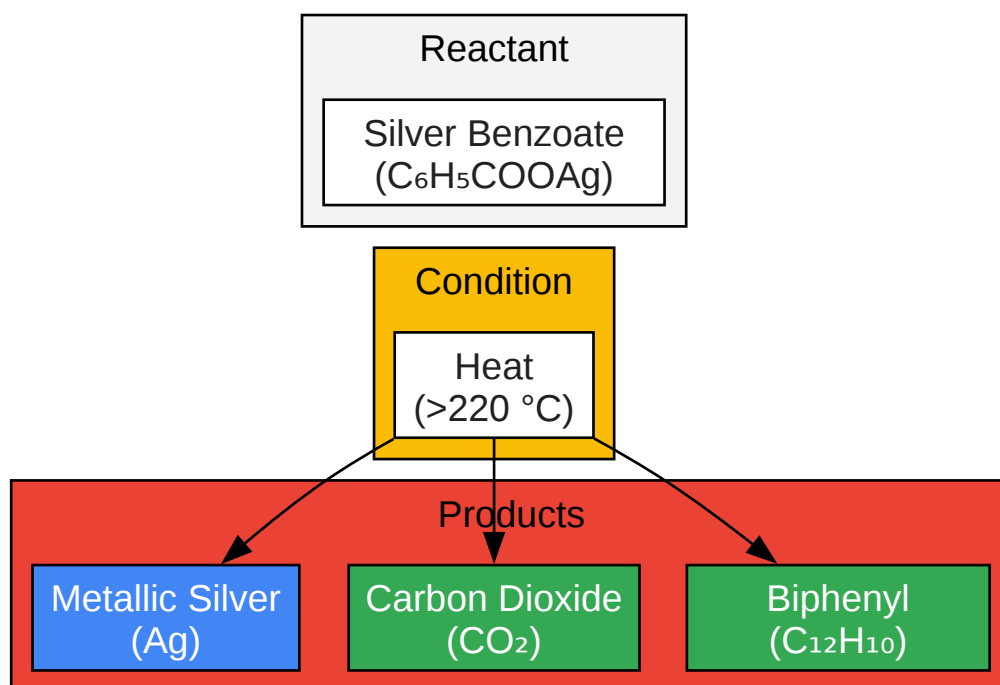 Reactant
Silver Benzoate
(C₆H₅COOAg)
Condition
Heat
(>220 °C)
Products
Metallic Silver
(Ag)
Carbon Dioxide
(CO₂)
Biphenyl
(C₁₂H₁₀)